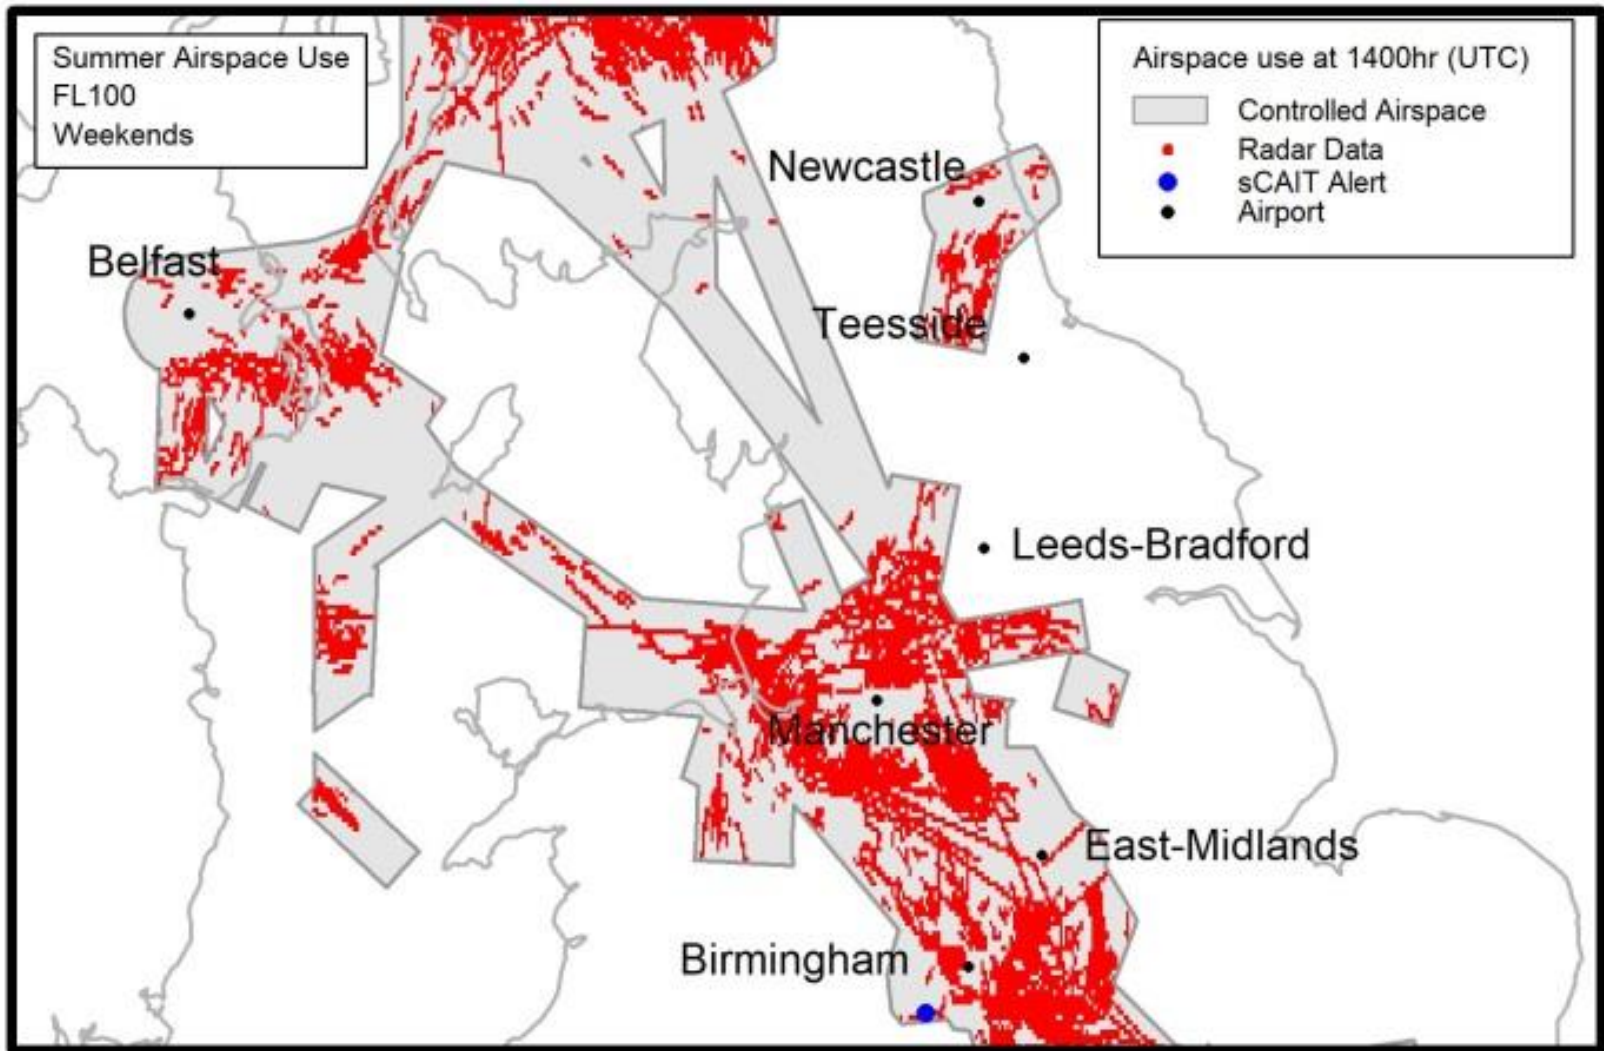 Summer Airspace Use
FL100
Weekends
Airspace use at 1400hr (UTC)
Controlled Airspace
Radar Data
sCAIT Alert
Airport
Newcastle
Belfast
Teesside
Leeds-Bradford
Manchester
East-Midlands
Birmingham